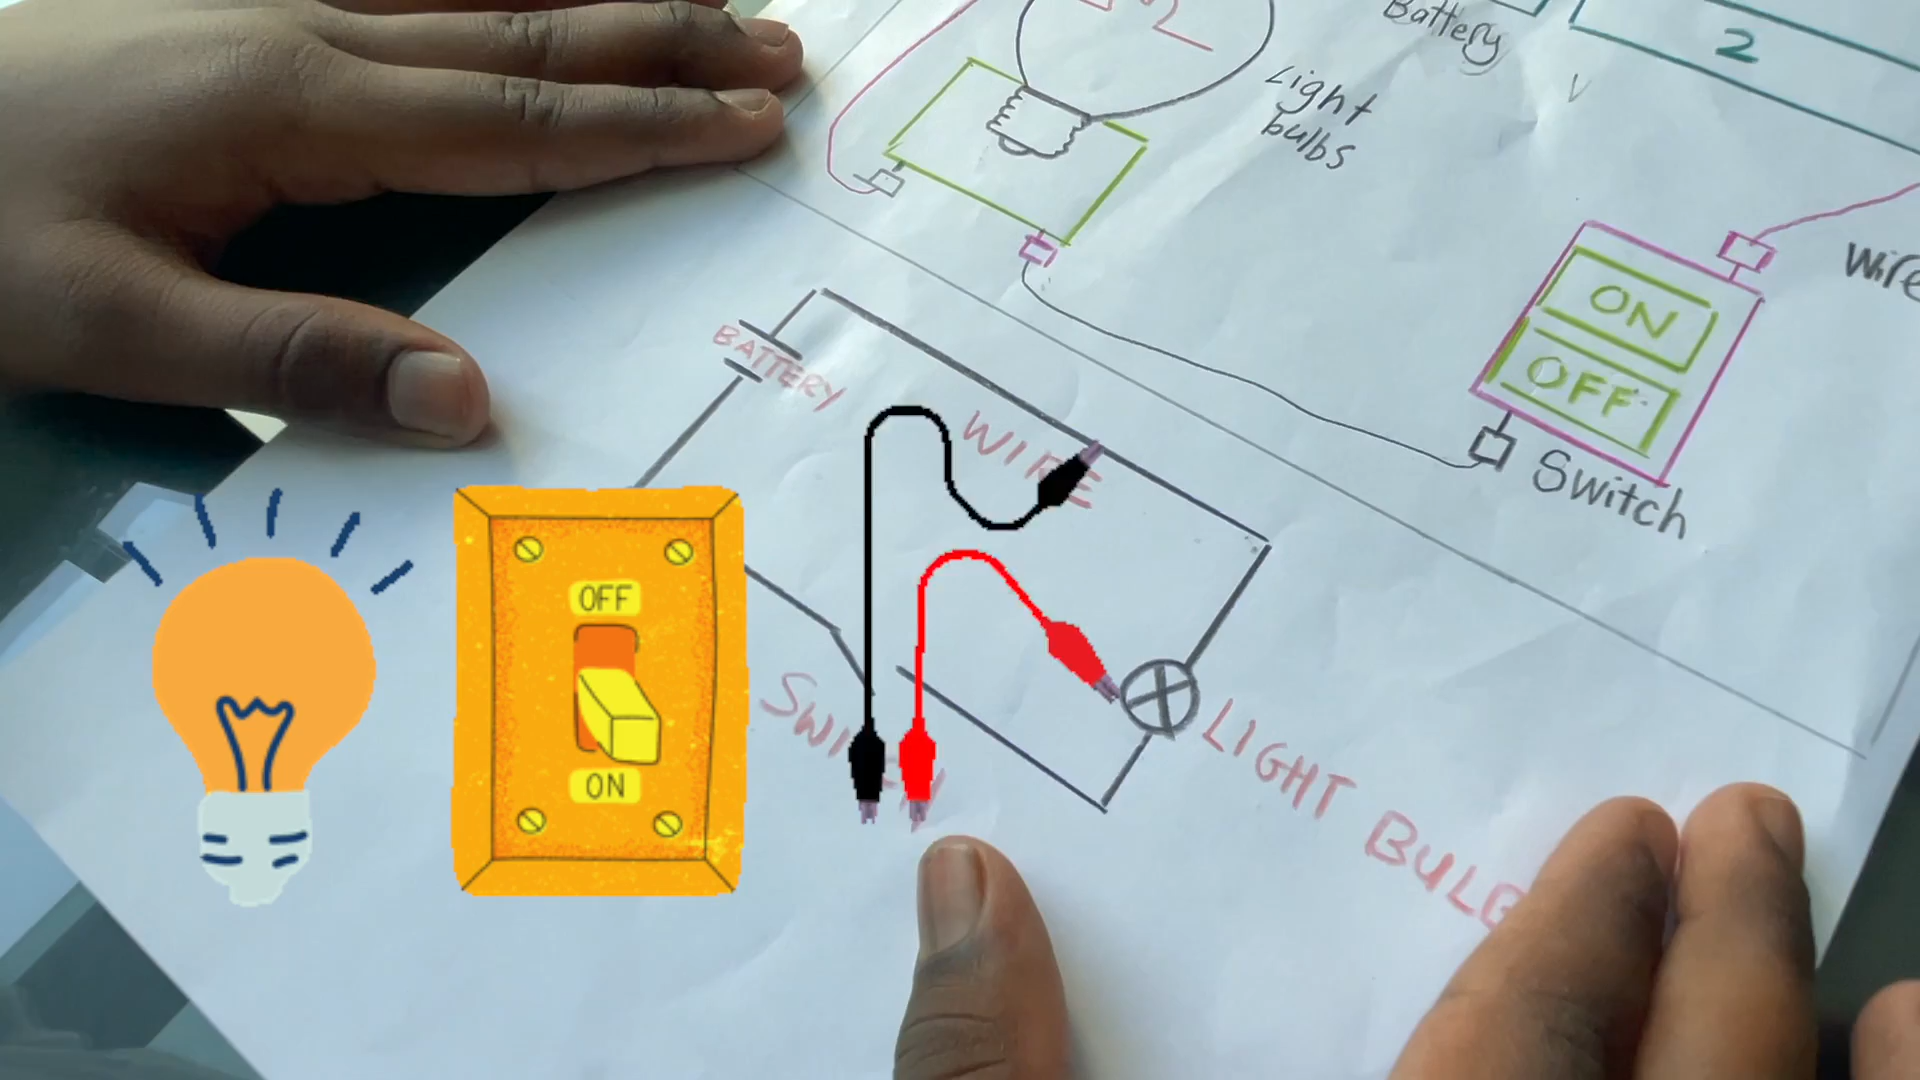 Battery
2
Light
bulbs
Wire
ON
OFF
Switch
BATTERY
WIRE
OFF
ON
LIGHT BULB